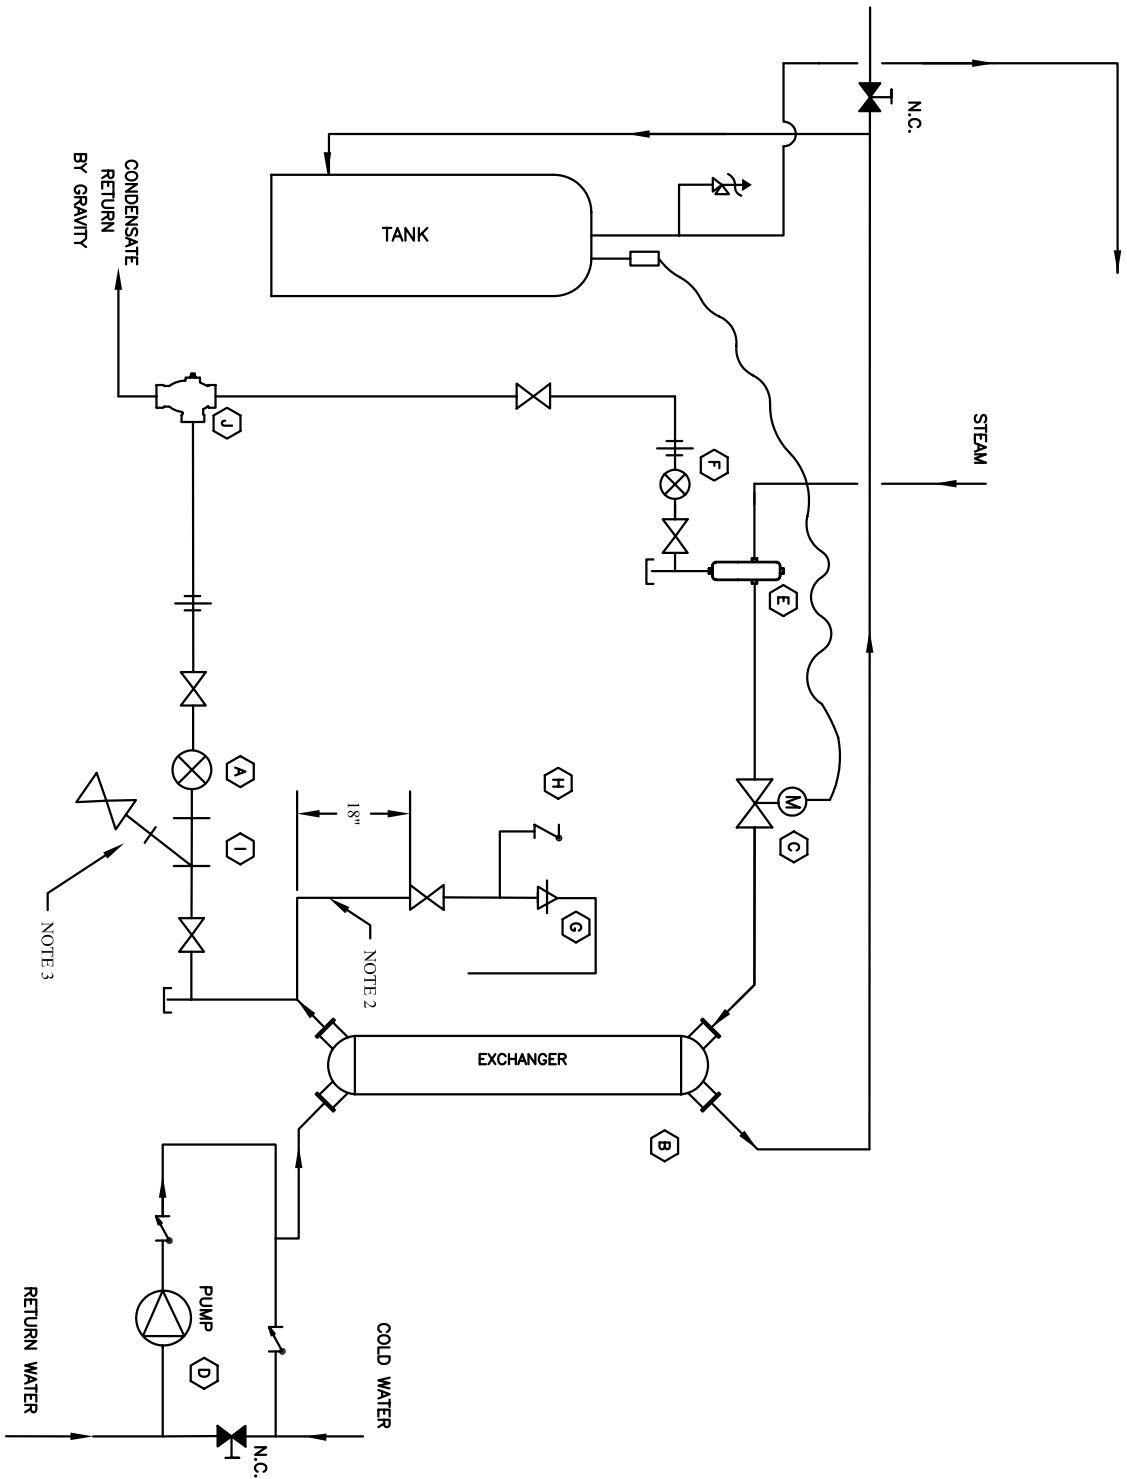 N.C.
TANK
CONDENSATE
RETURN
BY GRAVITY
STEAM
J
F
E
M
C
A
I
H
G
18"
NOTE 2
NOTE 3
EXCHANGER
B
PUMP
D
COLD WATER
RETURN WATER
N.C.